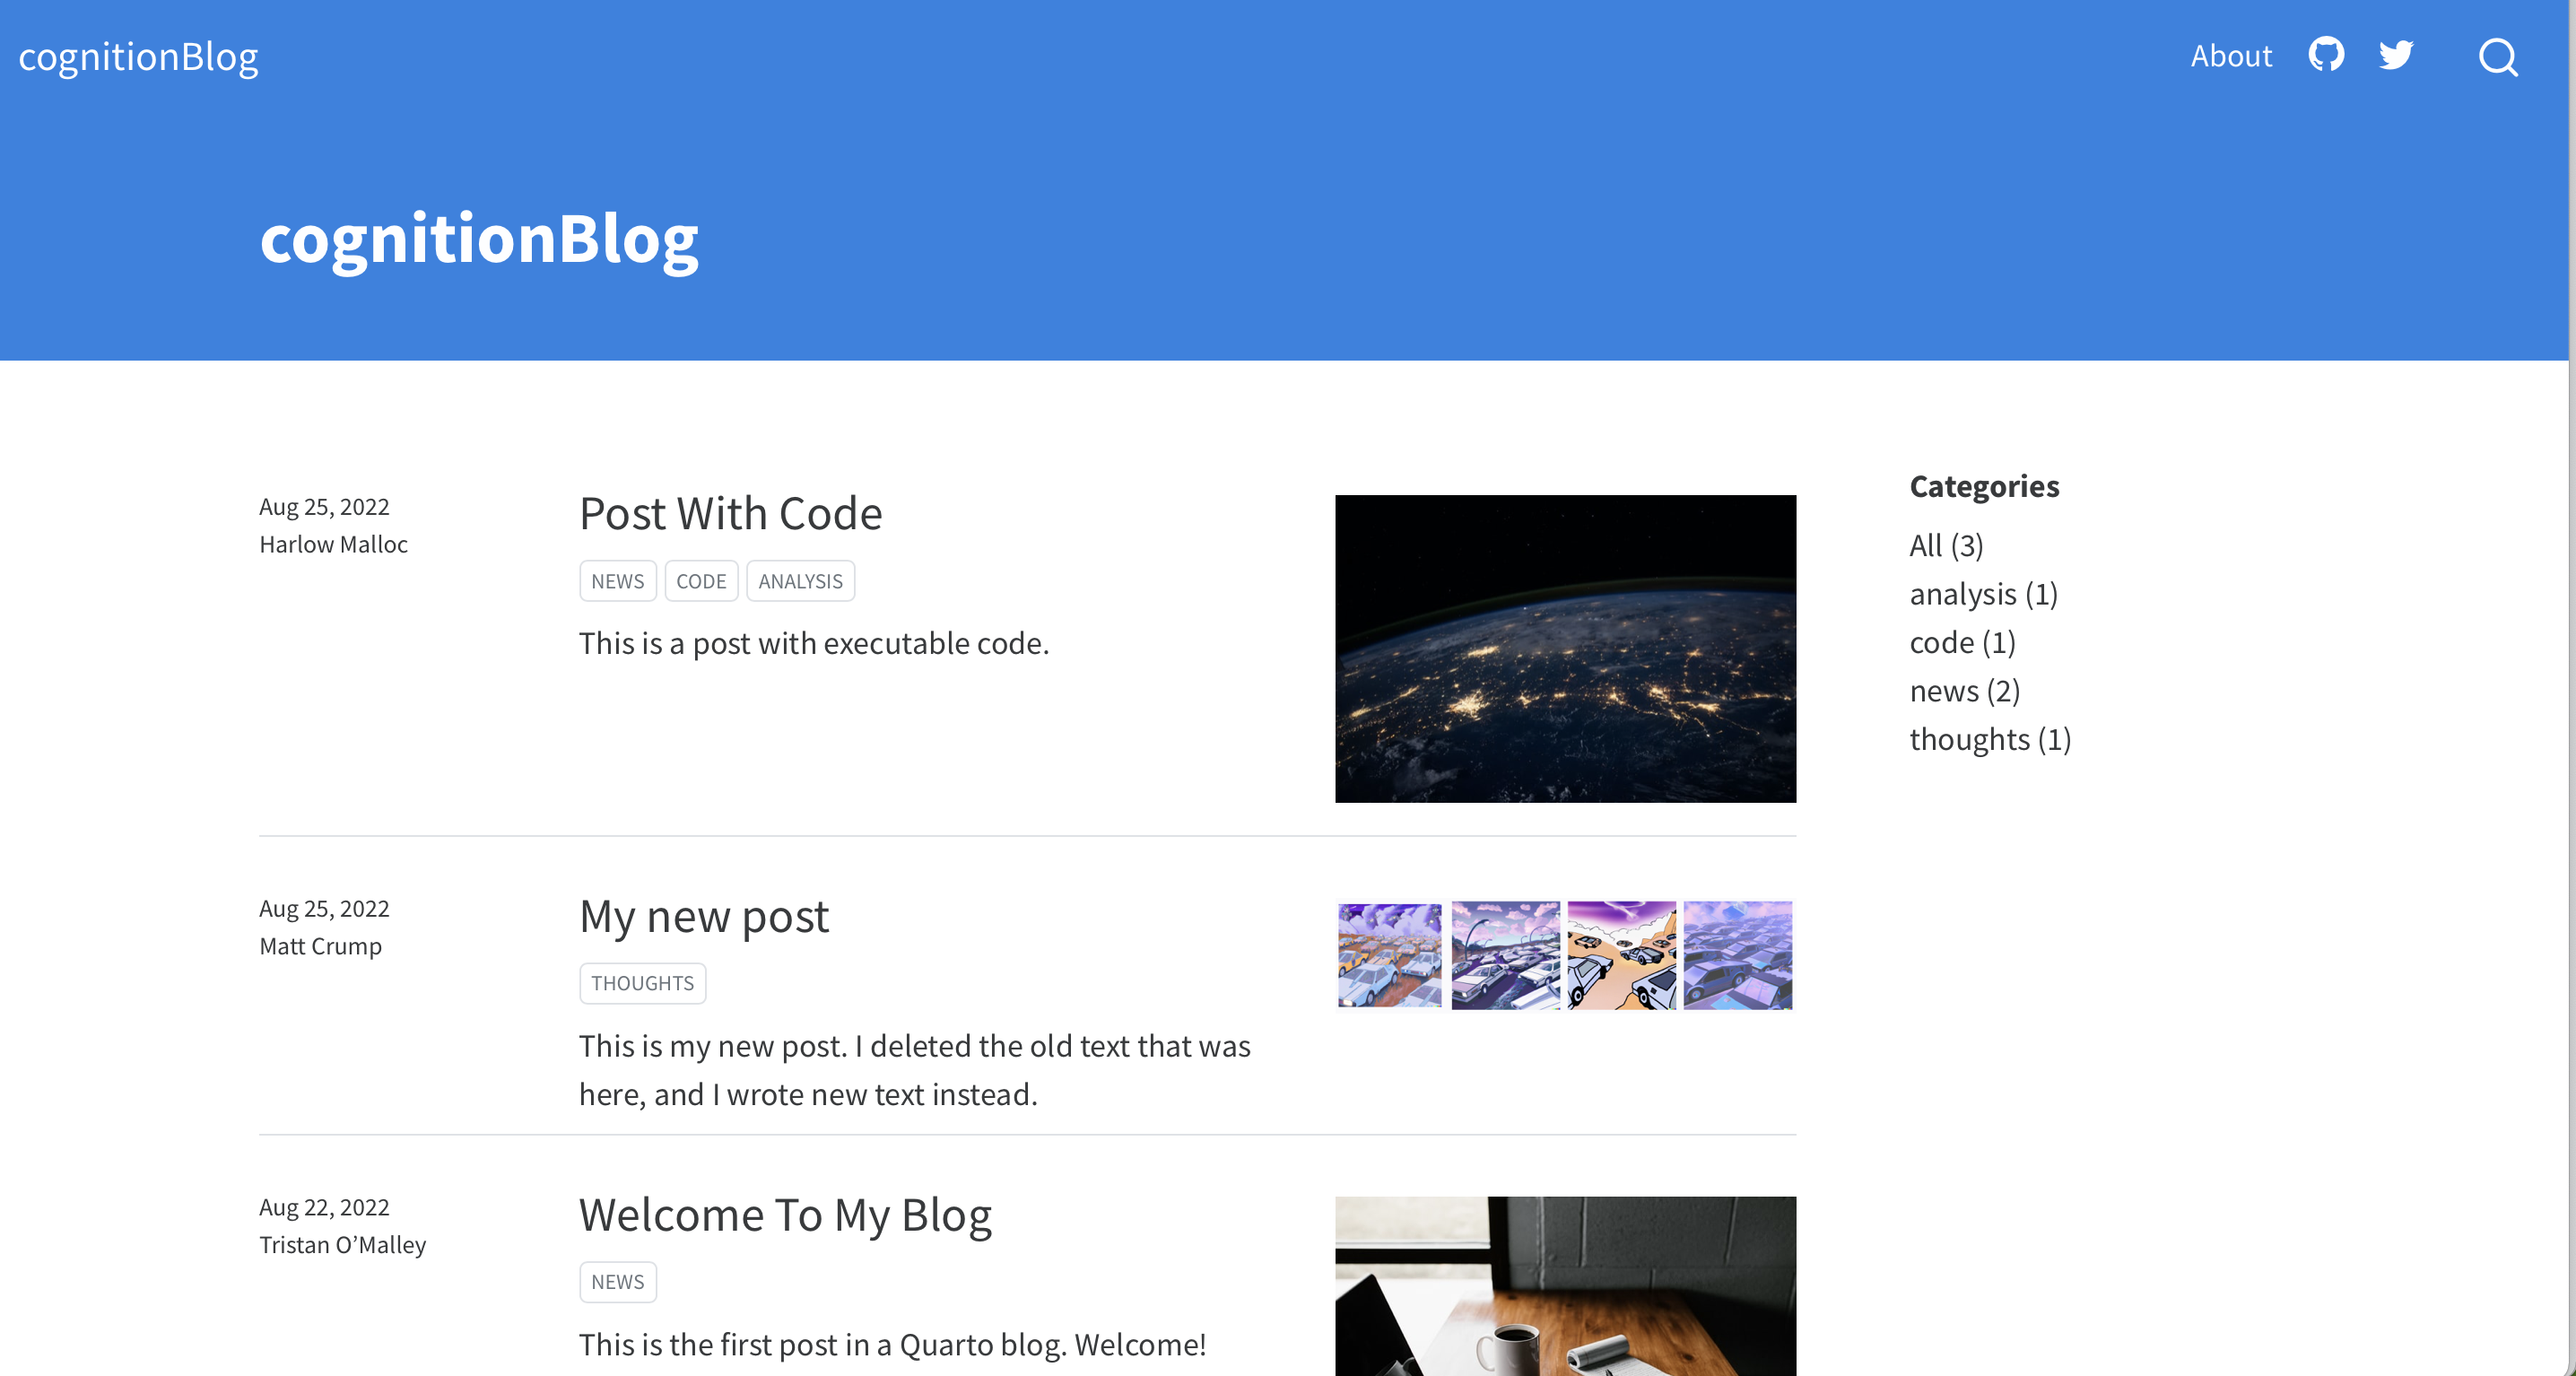 cognitionBlog
About
cognitionBlog
Aug 25, 2022
Harlow Malloc
Post With Code
NEWS CODE ANALYSIS
This is a post with executable code.
Categories
All (3)
analysis (1)
code (1)
news (2)
thoughts (1)
Aug 25, 2022
Matt Crump
My new post
THOUGHTS
This is my new post. I deleted the old text that was
here, and I wrote new text instead.
Aug 22, 2022
Tristan O’Malley
Welcome To My Blog
NEWS
This is the first post in a Quarto blog. Welcome!